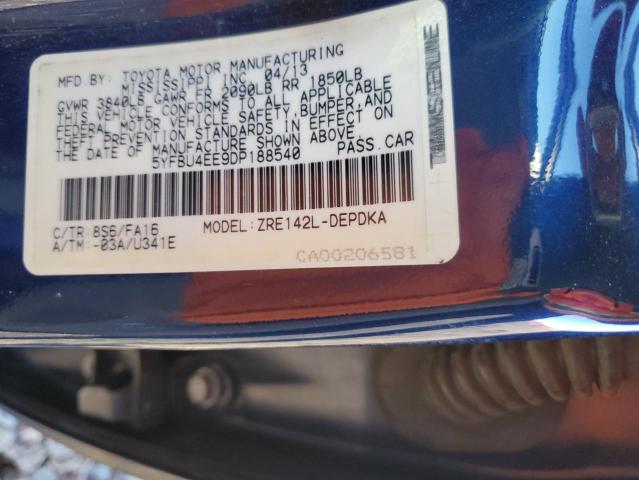 MFD.BY: TOYOTA MOTOR MANUFACTURING
MISSISSIPPI INC 04/13
GVWR 3840LB GAWR FR 2090LB RR 1850LB
THIS VEHICLE CONFORMS TO ALL APPLICABLE
FEDERAL MOTOR VEHICLE SAFETY,BUMPER,AND
THEFT PREVENTION STANDARDS IN EFFECT ON
THE DATE OF MANUFACTURE SHOWN ABOVE.
5YFBU4EE9DP188540 PASS.CAR
C/TR:8S6/FA16 MODEL:ZRE142L-DEPDKA
A/TM:-03A/U341E
CA00206581